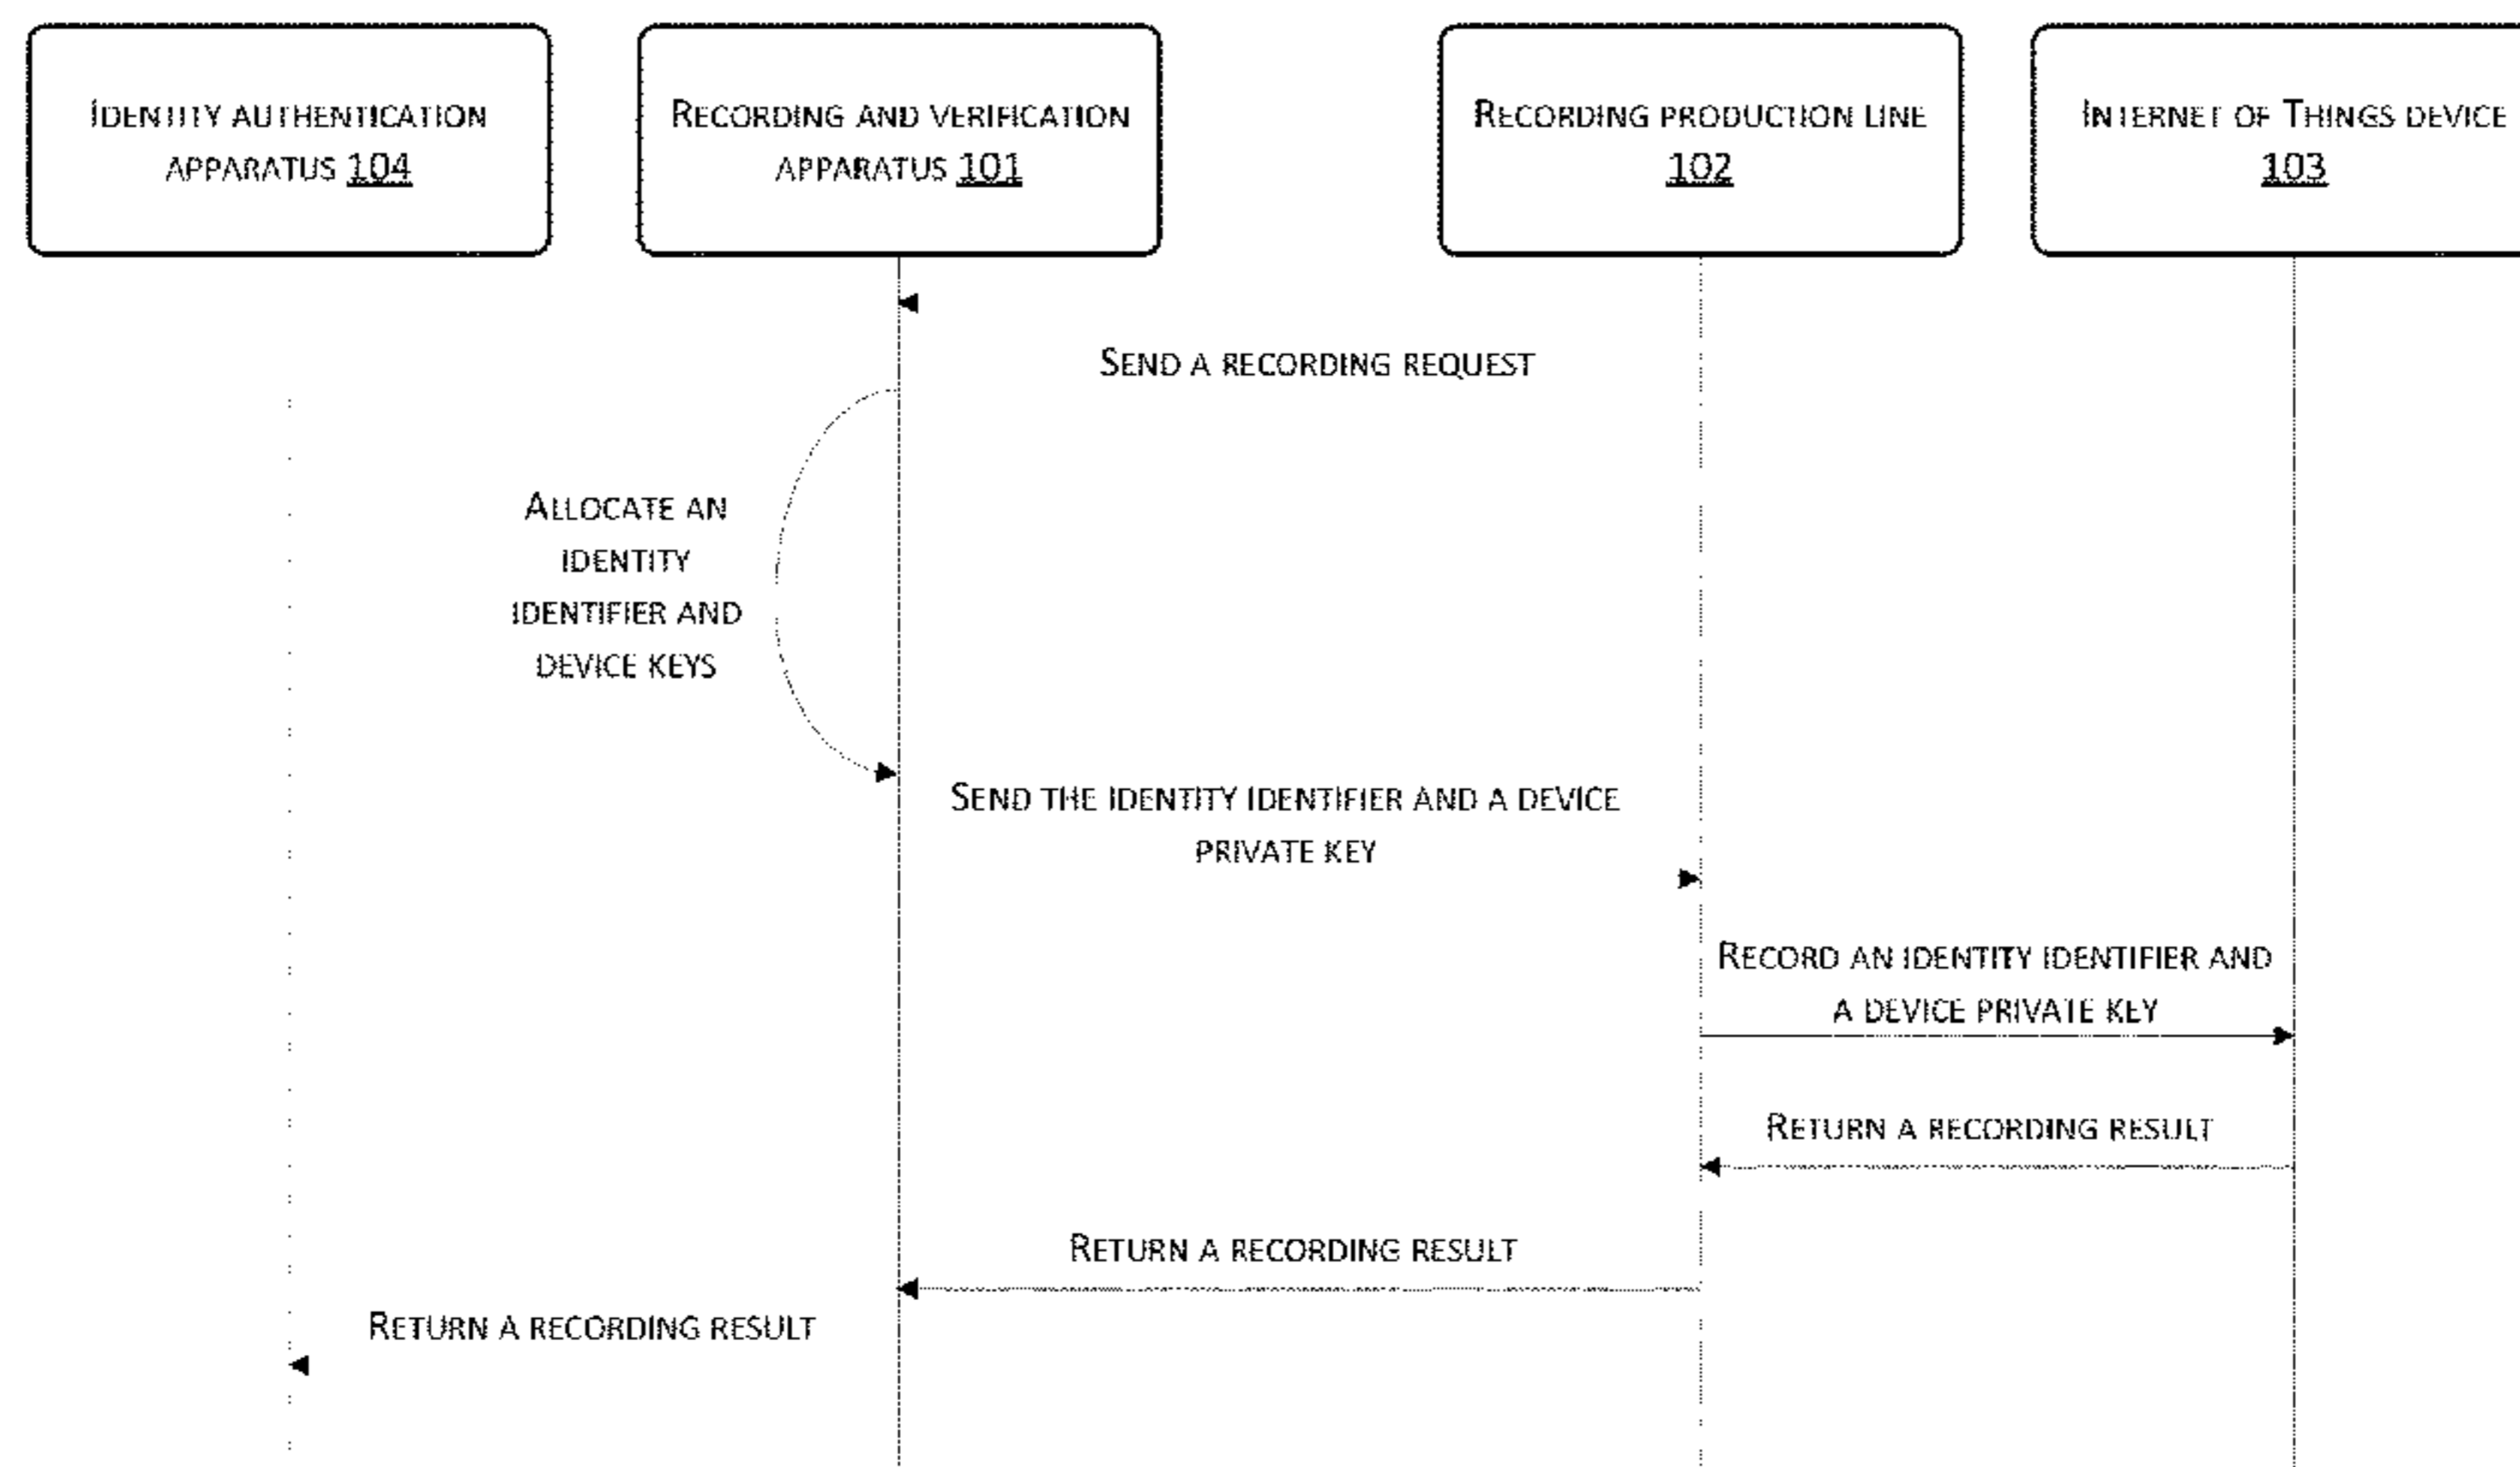 IDENTITY AUTHENTICATION
APPARATUS 104
RECORDING AND VERIFICATION
APPARATUS 101
RECORDING PRODUCTION LINE
102
INTERNET OF THINGS DEVICE
103
SEND A RECORDING REQUEST
ALLOCATE AN
IDENTITY
IDENTIFIER AND
DEVICE KEYS
SEND THE IDENTITY IDENTIFIER AND A DEVICE
PRIVATE KEY
RECORD AN IDENTITY IDENTIFIER AND
A DEVICE PRIVATE KEY
RETURN A RECORDING RESULT
RETURN A RECORDING RESULT
RETURN A RECORDING RESULT